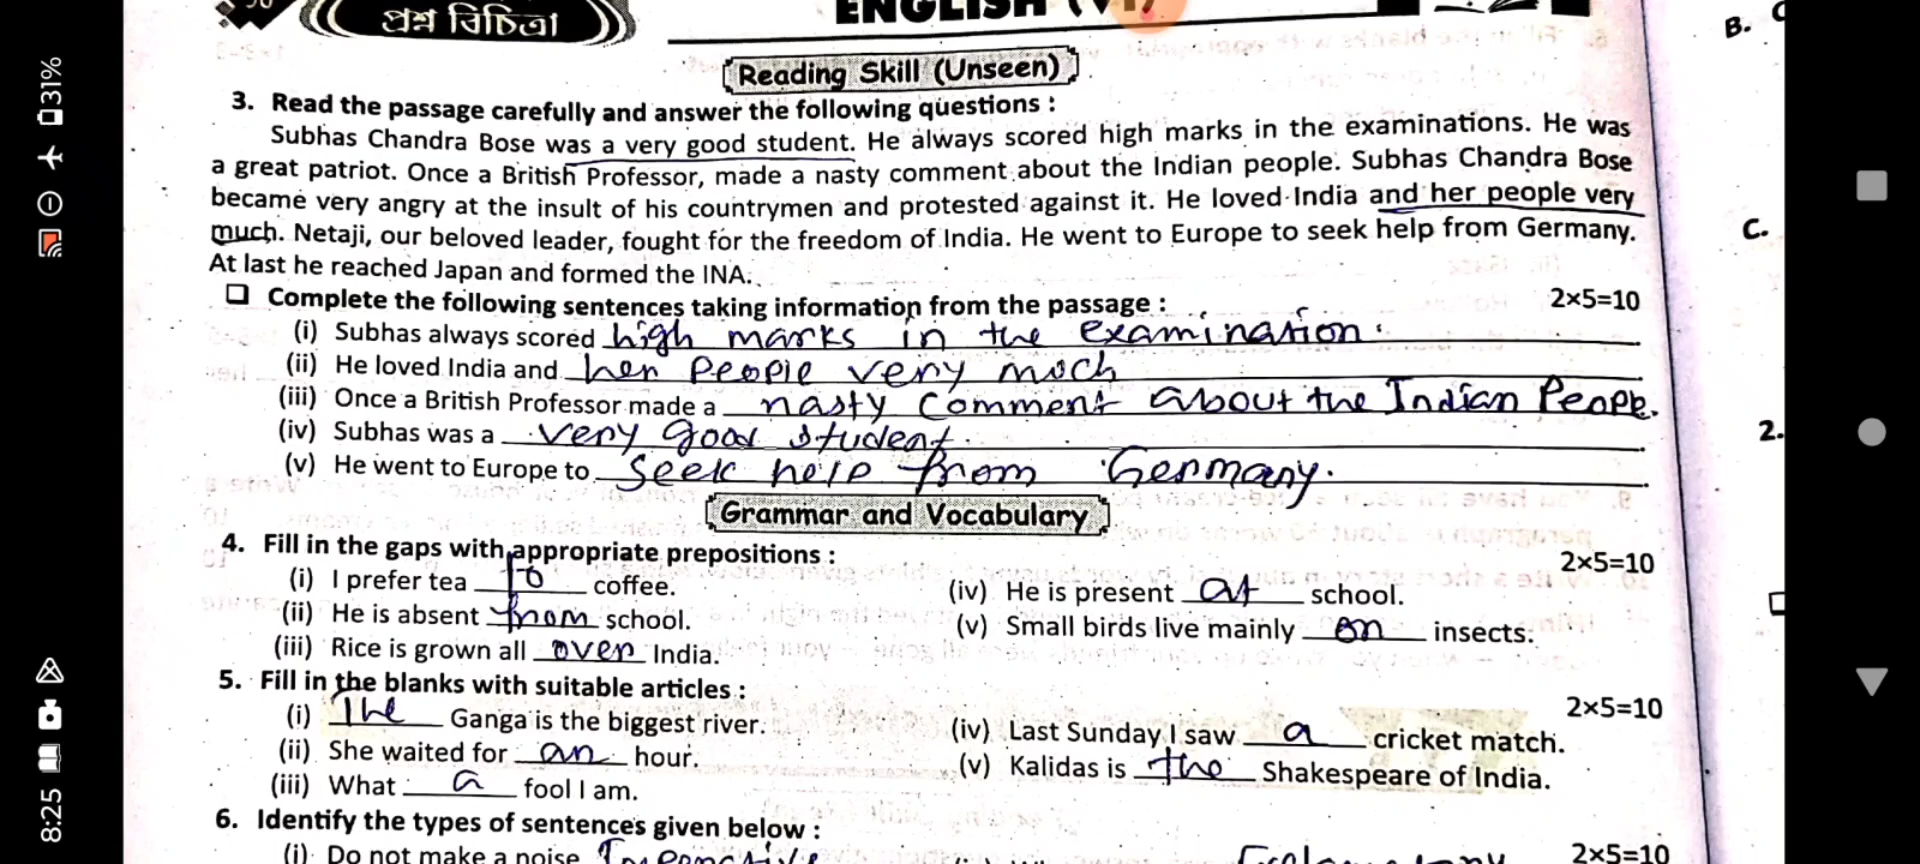 প্রশ্ন বিচিত্রা
ENGLISH (VI)
B.
Reading Skill (Unseen)
3. Read the passage carefully and answer the following questions :
Subhas Chandra Bose was a very good student. He always scored high marks in the examinations. He was
a great patriot. Once a British Professor, made a nasty comment about the Indian people. Subhas Chandra Bose
became very angry at the insult of his countrymen and protested against it. He loved India and her people very
much. Netaji, our beloved leader, fought for the freedom of India. He went to Europe to seek help from Germany.
C.
At last he reached Japan and formed the INA.
❑ Complete the following sentences taking information from the passage : 2×5=10
(i) Subhas always scored high marks in the examination.
(ii) He loved India and her People very much
(iii) Once a British Professor made a nasty comment about the Indian People.
(iv) Subhas was a very good student.
2.
(v) He went to Europe to seek help from Germany.
Grammar and Vocabulary
4. Fill in the gaps with appropriate prepositions : 2×5=10
(i) I prefer tea to coffee. (iv) He is present at school.
(ii) He is absent from school. (v) Small birds live mainly on insects.
(iii) Rice is grown all over India.
5. Fill in the blanks with suitable articles : 2×5=10
(i) The Ganga is the biggest river. (iv) Last Sunday I saw a cricket match.
(ii) She waited for an hour. (v) Kalidas is the Shakespeare of India.
(iii) What a fool I am.
6. Identify the types of sentences given below : 2×5=10
(i) Do not make a noise
31%
8:25